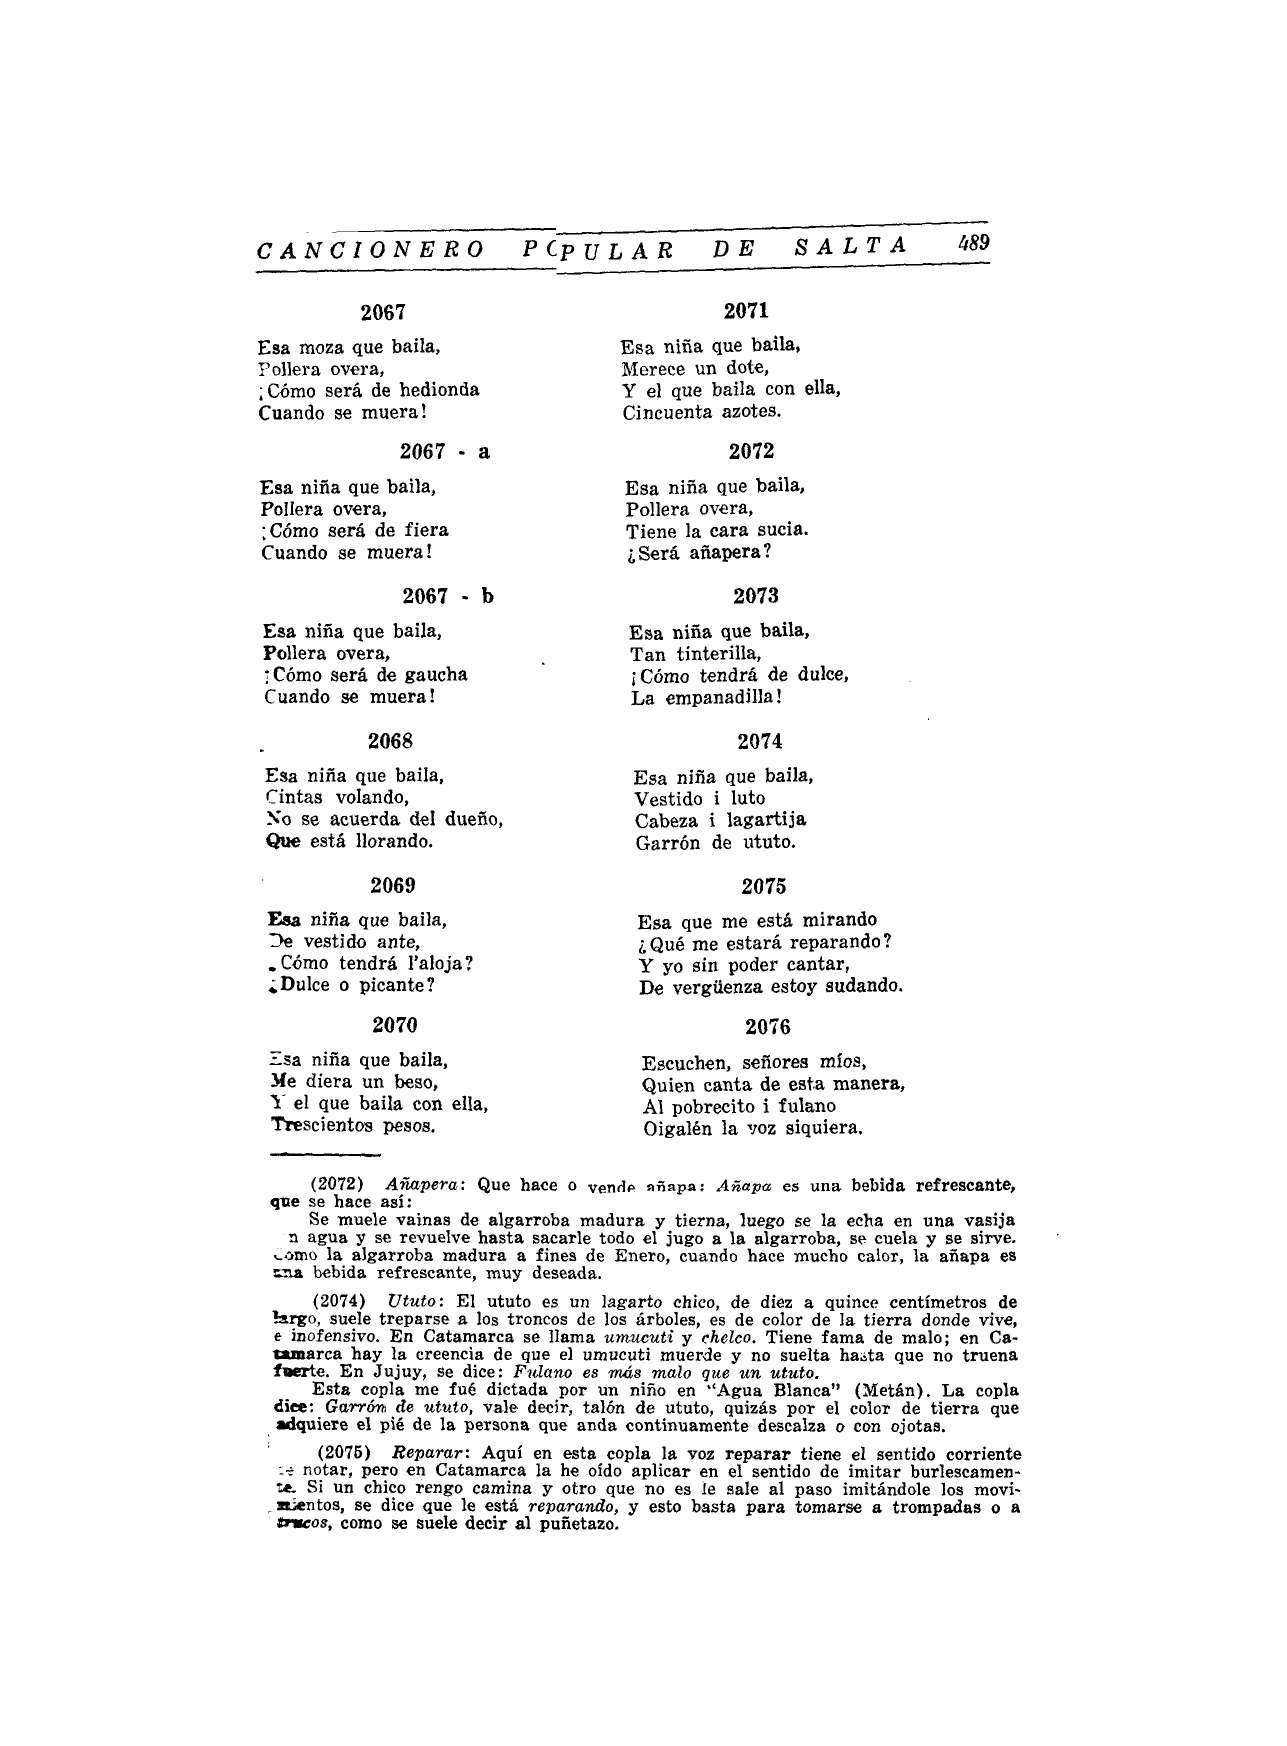 CANCIONERO POPULAR DE SALTA 489
2067
Esa moza que baila,
Pollera overa,
¡Cómo será de hedionda
Cuando se muera!
2067 - a
Esa niña que baila,
Pollera overa,
¡Cómo será de fiera
Cuando se muera!
2067 - b
Esa niña que baila,
Pollera overa,
¡Cómo será de gaucha
Cuando se muera!
2068
Esa niña que baila,
Cintas volando,
No se acuerda del dueño,
Que está llorando.
2069
Esa niña que baila,
De vestido ante,
¿Cómo tendrá l'aloja?
¿Dulce o picante?
2070
Esa niña que baila,
Me diera un beso,
Y el que baila con ella,
Trescientos pesos.
2071
Esa niña que baila,
Merece un dote,
Y el que baila con ella,
Cincuenta azotes.
2072
Esa niña que baila,
Pollera overa,
Tiene la cara sucia.
¿Será añapera?
2073
Esa niña que baila,
Tan tinterilla,
¡Cómo tendrá de dulce,
La empanadilla!
2074
Esa niña que baila,
Vestido i luto
Cabeza i lagartija
Garrón de ututo.
2075
Esa que me está mirando
¿Qué me estará reparando?
Y yo sin poder cantar,
De vergüenza estoy sudando.
2076
Escuchen, señores míos,
Quien canta de esta manera,
Al pobrecito i fulano
Oigalén la voz siquiera.
(2072) Añapera: Que hace o vende añapa: Añapa es una bebida refrescante,
que se hace así:
Se muele vainas de algarroba madura y tierna, luego se la echa en una vasija
n agua y se revuelve hasta sacarle todo el jugo a la algarroba, se cuela y se sirve.
Como la algarroba madura a fines de Enero, cuando hace mucho calor, la añapa es
una bebida refrescante, muy deseada.
(2074) Ututo: El ututo es un lagarto chico, de diez a quince centímetros de
largo, suele treparse a los troncos de los árboles, es de color de la tierra donde vive,
e inofensivo. En Catamarca se llama umucuti y chelco. Tiene fama de malo; en Ca-
tamarca hay la creencia de que el umucuti muerde y no suelta hasta que no truena
fuerte. En Jujuy, se dice: Fulano es más malo que un ututo.
Esta copla me fué dictada por un niño en "Agua Blanca" (Metán). La copla
dice: Garrón de ututo, vale decir, talón de ututo, quizás por el color de tierra que
adquiere el pié de la persona que anda continuamente descalza o con ojotas.
(2075) Reparar: Aquí en esta copla la voz reparar tiene el sentido corriente
de notar, pero en Catamarca la he oído aplicar en el sentido de imitar burlescamen-
te. Si un chico rengo camina y otro que no es le sale al paso imitándole los movi-
mientos, se dice que le está reparando, y esto basta para tomarse a trompadas o a
trucos, como se suele decir al puñetazo.